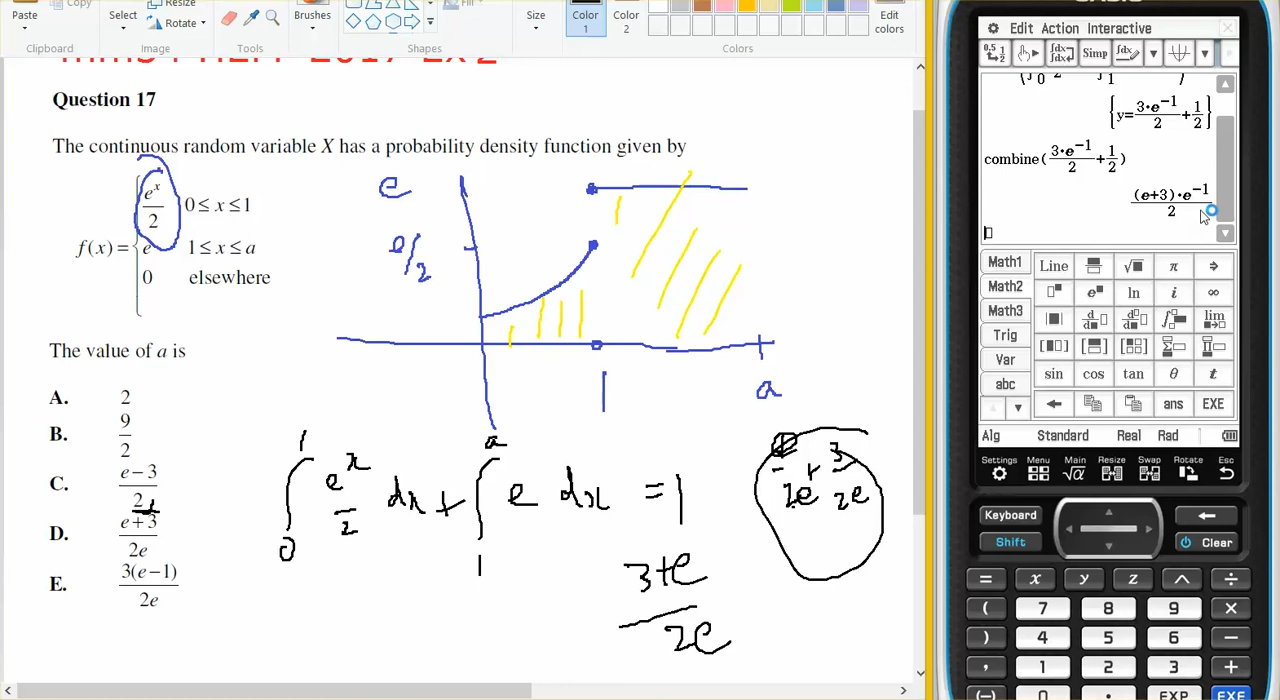 Paste
Copy
Clipboard
Select
Resize
Rotate
Image
Tools
Brushes
Shapes
Fill
Size
Color 1
Color 2
Colors
Edit colors
Question 17
The continuous random variable X has a probability density function given by
f(x) = { e^x/2 0 ≤ x ≤ 1
e 1 ≤ x ≤ a
0 elsewhere
The value of a is
A. 2
B. 9/2
C. (e−3)/2
D. (e+3)/2e
E. 3(e−1)/2e
e
e/2
1
a
∫₀¹ e^x/2 dx + ∫₁ᵃ e dx = 1
3+e/2e
Edit Action Interactive
Simp
{y=3·e^−1/2+1/2}
combine(3·e^−1/2+1/2)
(e+3)·e^−1/2
Math1 Line √■ π ⇒
Math2 e^□ ln i ∞
Math3
Trig lim
Var
sin cos tan θ t
abc
ans EXE
Alg Standard Real Rad
Settings Menu Main Resize Swap Rotate Esc
Keyboard
Shift Clear
= x y z ^ ÷
( 7 8 9 ×
) 4 5 6 −
, 1 2 3 +
(−) 0 . EXP EXE